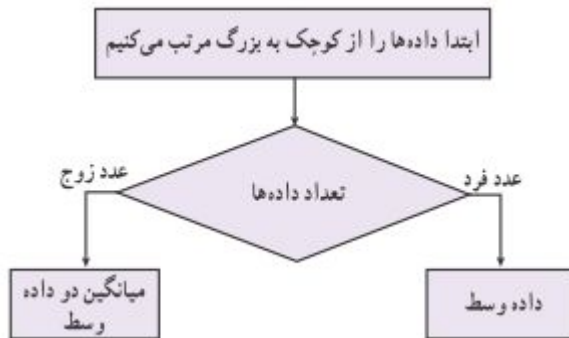 ابتدا داده‌ها را از کوچک به بزرگ مرتب می‌کنیم
عدد فرد
عدد زوج
تعداد داده‌ها
داده وسط
میانگین دو داده
وسط